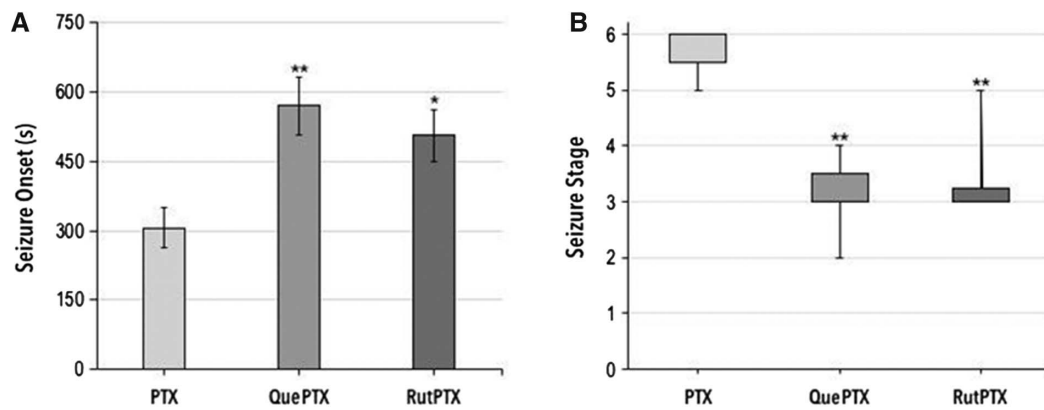 A
Seizure Onset (s)
750
600
450
300
150
0
**
*
PTX
QuePTX
RutPTX
B
Seizure Stage
6
5
4
3
2
1
0
**
**
PTX
QuePTX
RutPTX